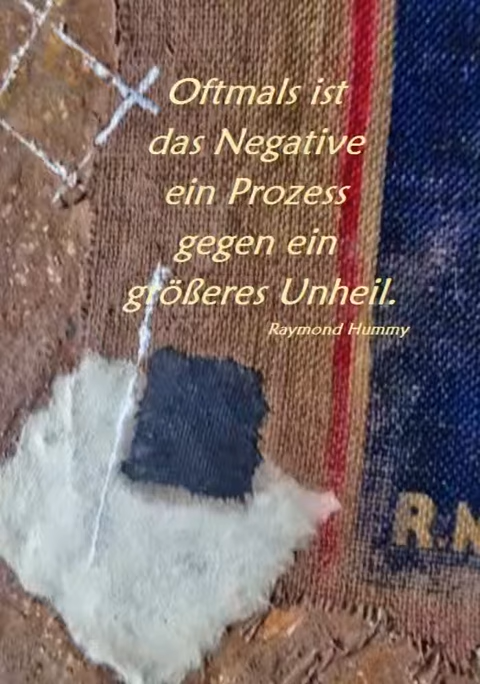 Oftmals ist
das Negative
ein Prozess
gegen ein
größeres Unheil.
Raymond Hummy
R.N